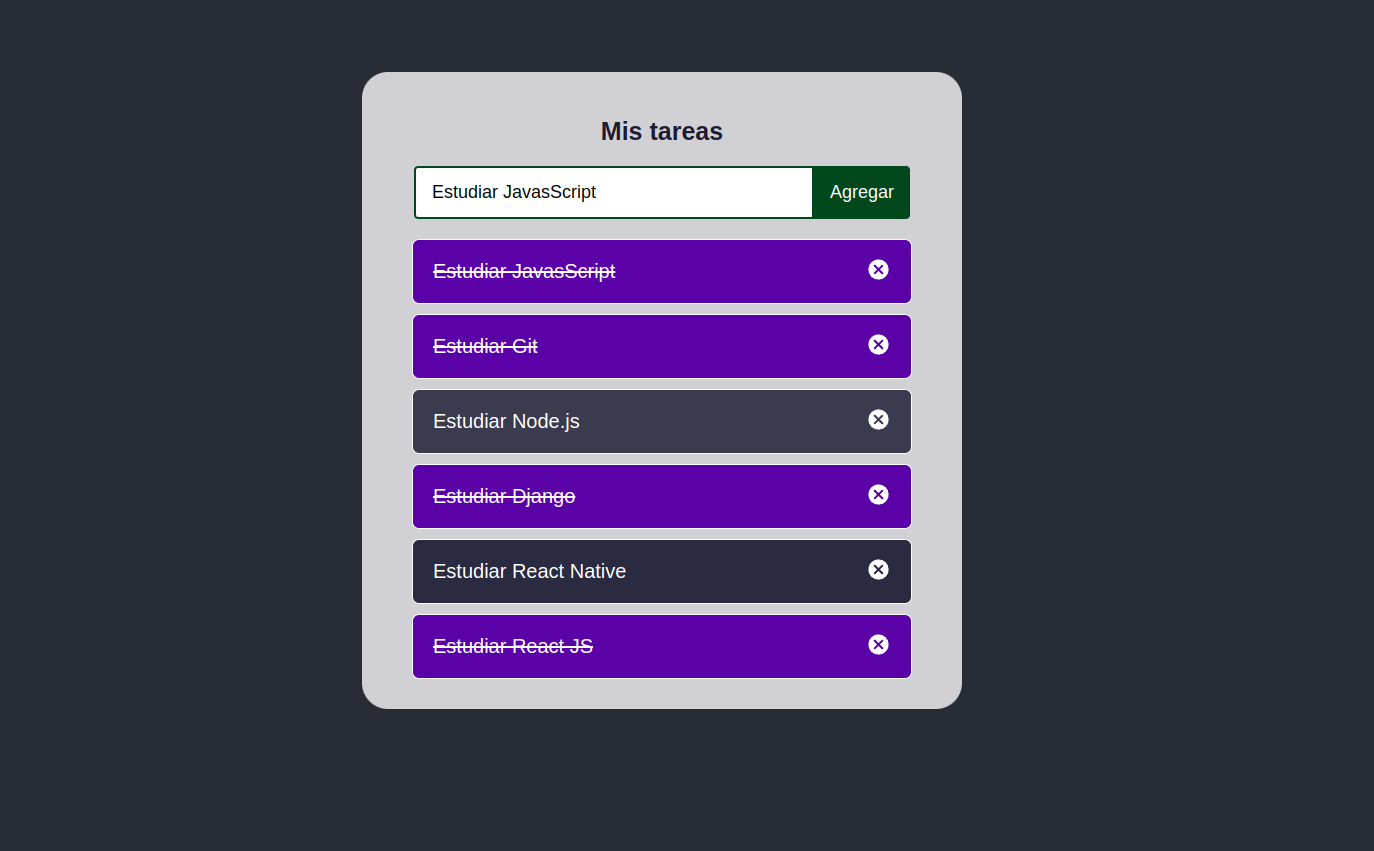 Mis tareas
Estudiar JavasScript
Agregar
Estudiar JavasScript
Estudiar Git
Estudiar Node.js
Estudiar Django
Estudiar React Native
Estudiar React JS